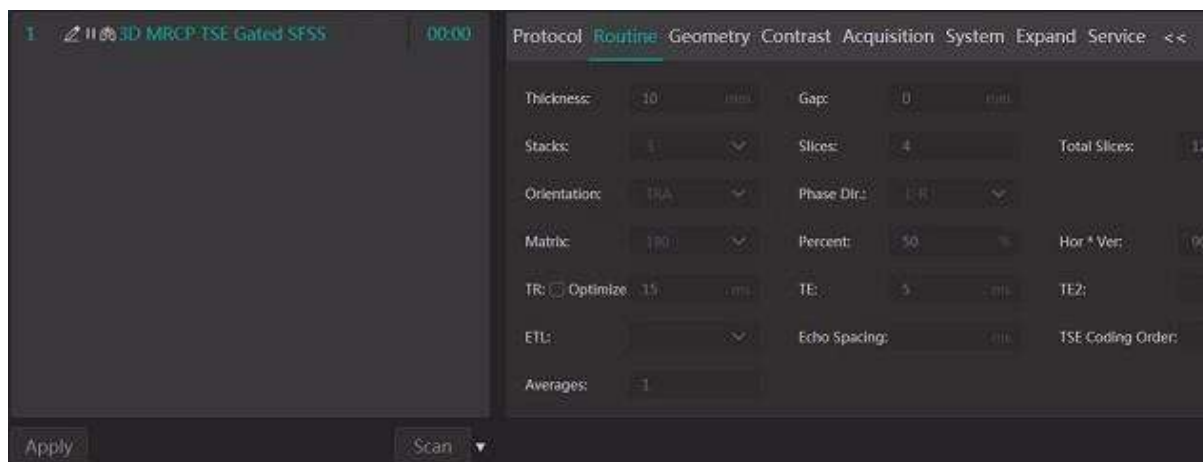 1 3D MRCP TSE Gated SFSS 00:00
Protocol Routine Geometry Contrast Acquisition System Expand Service <<
Thickness: 10 mm Gap: 0 mm
Stacks: Slices: 4 Total Slices: 12
Orientation: TRA Phase Dir.: L-R
Matrix: 180 Percent: 50 % Hor * Ver:
TR: Optimize 15 ms TE: 5 ms TE2:
ETL: Echo Spacing: ms TSE Coding Order:
Averages: 1
Apply Scan